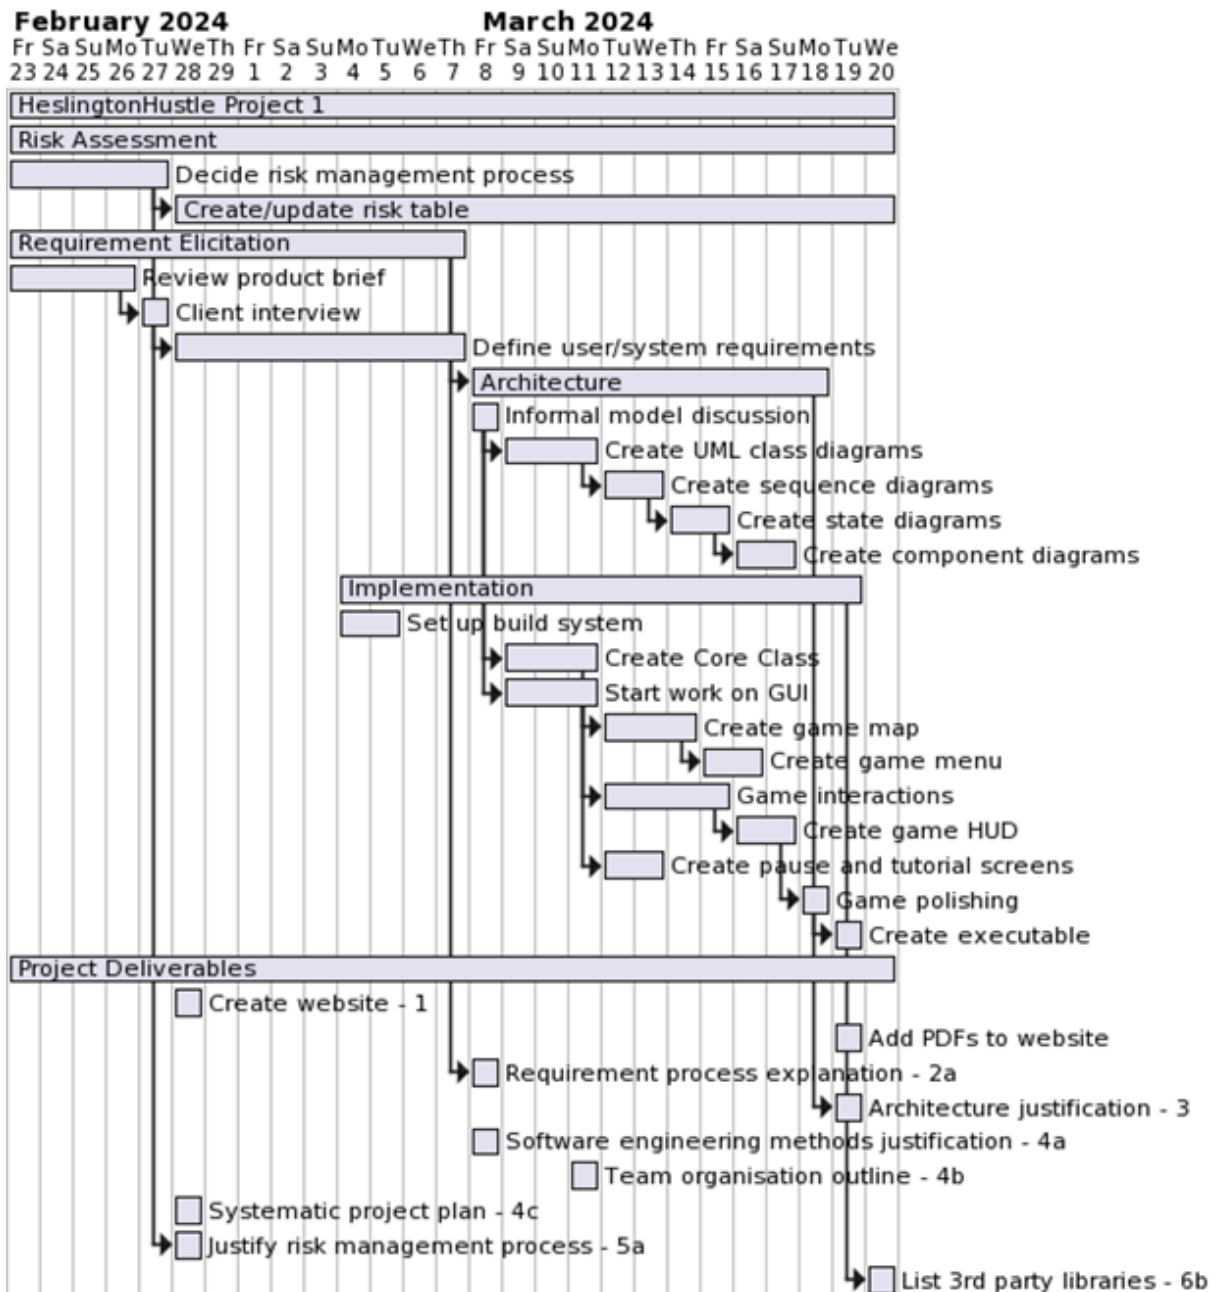 February 2024 March 2024
Fr Sa Su Mo Tu We Th Fr Sa Su Mo Tu We Th Fr Sa Su Mo Tu We Th Fr Sa Su Mo Tu We
23 24 25 26 27 28 29 1 2 3 4 5 6 7 8 9 10 11 12 13 14 15 16 17 18 19 20
HeslingtonHustle Project 1
Risk Assessment
Decide risk management process
Create/update risk table
Requirement Elicitation
Review product brief
Client interview
Define user/system requirements
Architecture
Informal model discussion
Create UML class diagrams
Create sequence diagrams
Create state diagrams
Create component diagrams
Implementation
Set up build system
Create Core Class
Start work on GUI
Create game map
Create game menu
Game interactions
Create game HUD
Create pause and tutorial screens
Game polishing
Create executable
Project Deliverables
Create website - 1
Add PDFs to website
Requirement process explanation - 2a
Architecture justification - 3
Software engineering methods justification - 4a
Team organisation outline - 4b
Systematic project plan - 4c
Justify risk management process - 5a
List 3rd party libraries - 6b